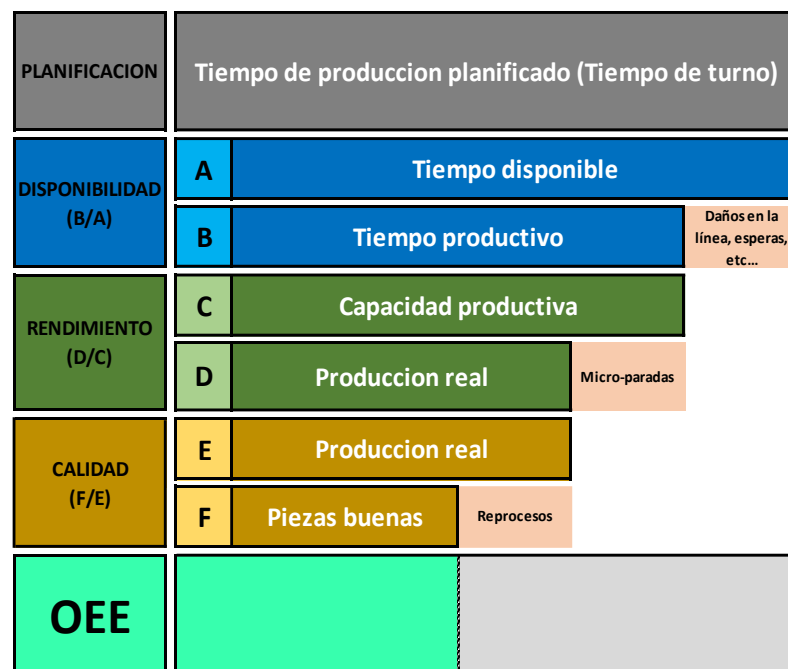 PLANIFICACION
Tiempo de produccion planificado (Tiempo de turno)
DISPONIBILIDAD
(B/A)
A
Tiempo disponible
B
Tiempo productivo
Daños en la
línea, esperas,
etc...
RENDIMIENTO
(D/C)
C
Capacidad productiva
D
Produccion real
Micro-paradas
CALIDAD
(F/E)
E
Produccion real
F
Piezas buenas
Reprocesos
OEE